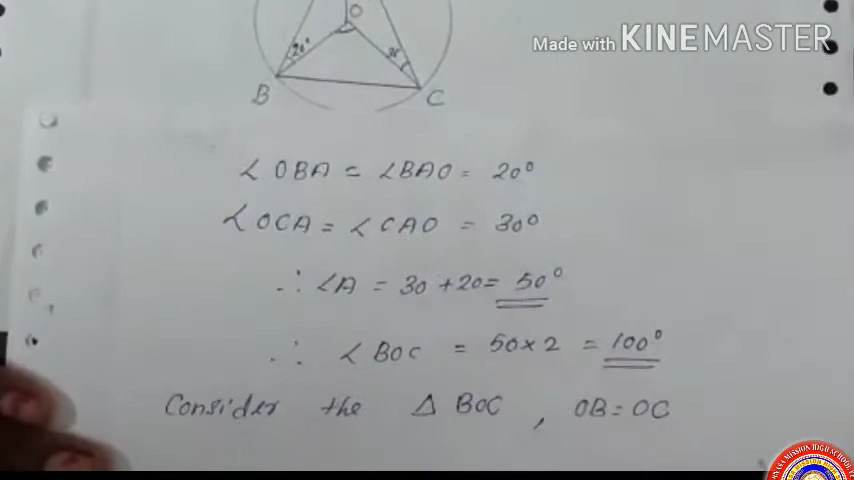 Made with KINEMASTER
O
20°
B
C
∠ OBA = ∠BAO = 20°
∠ OCA = ∠ CAO = 30°
∴ ∠A = 30 + 20 = 50°
∴ ∠ BOC = 50 × 2 = 100°
Consider the Δ BOC , OB = OC